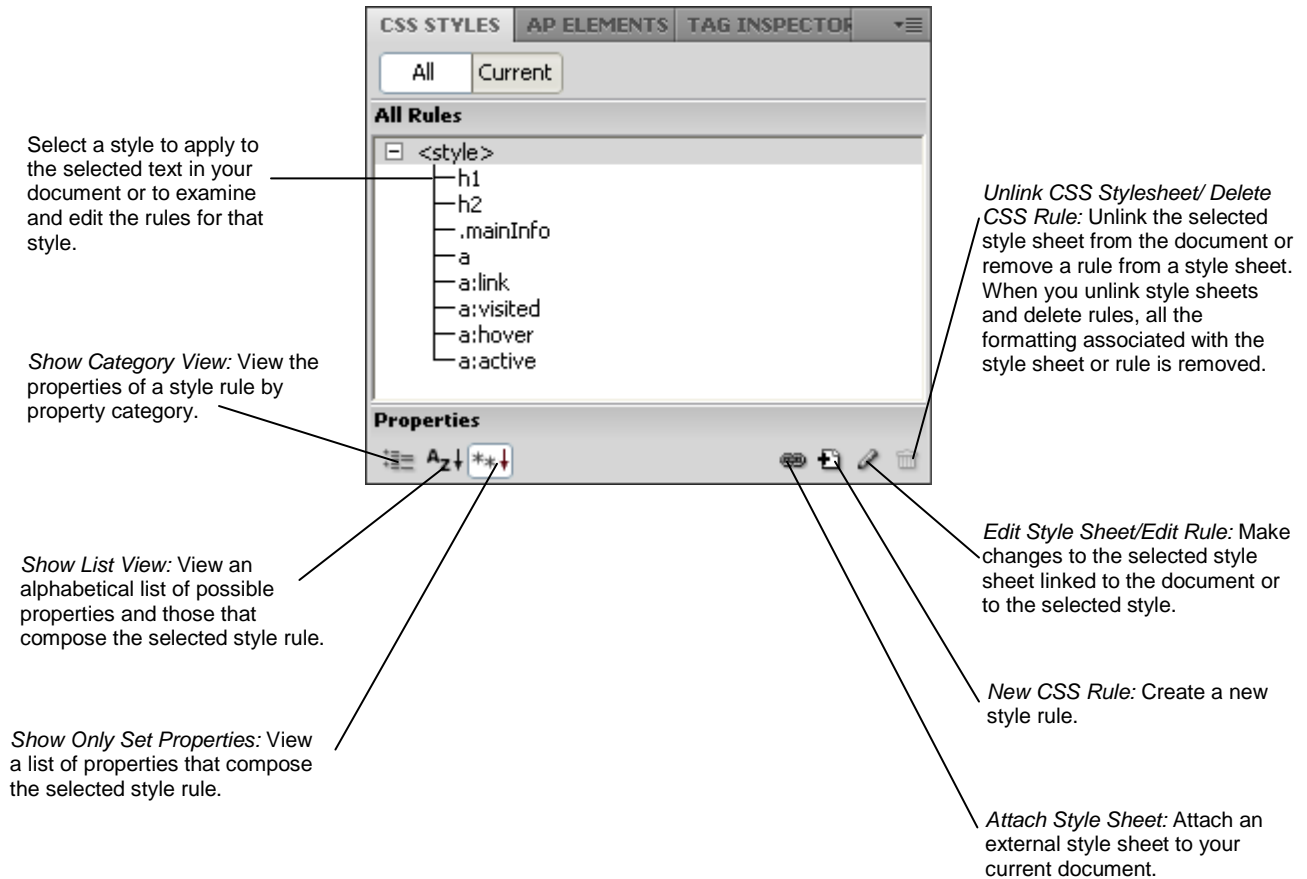 CSS STYLES AP ELEMENTS TAG INSPECTOR
All Current
All Rules
<style>
h1
h2
.mainInfo
a
a:link
a:visited
a:hover
a:active
Properties
Select a style to apply to
the selected text in your
document or to examine
and edit the rules for that
style.
Show Category View: View the
properties of a style rule by
property category.
Show List View: View an
alphabetical list of possible
properties and those that
compose the selected style rule.
Show Only Set Properties: View
a list of properties that compose
the selected style rule.
Unlink CSS Stylesheet/ Delete
CSS Rule: Unlink the selected
style sheet from the document or
remove a rule from a style sheet.
When you unlink style sheets
and delete rules, all the
formatting associated with the
style sheet or rule is removed.
Edit Style Sheet/Edit Rule: Make
changes to the selected style
sheet linked to the document or
to the selected style.
New CSS Rule: Create a new
style rule.
Attach Style Sheet: Attach an
external style sheet to your
current document.